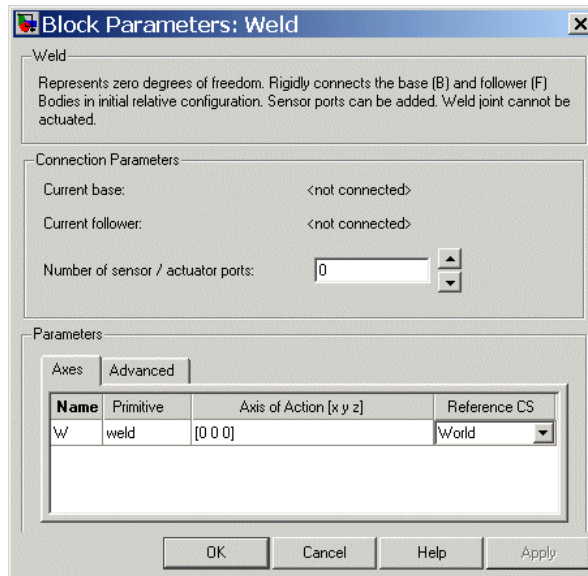 Block Parameters: Weld
Weld
Represents zero degrees of freedom. Rigidly connects the base (B) and follower (F)
Bodies in initial relative configuration. Sensor ports can be added. Weld joint cannot be
actuated.
Connection Parameters
Current base: <not connected>
Current follower: <not connected>
Number of sensor / actuator ports: 0
Parameters
Axes Advanced
Name Primitive Axis of Action [x y z] Reference CS
W weld [0 0 0] World
OK Cancel Help Apply